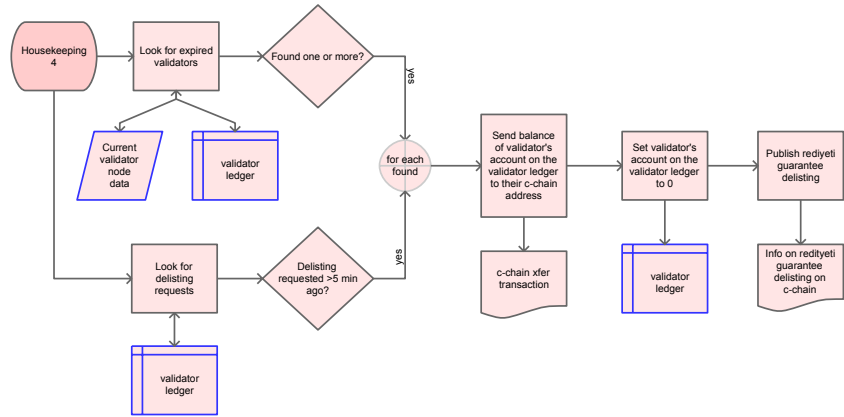 Housekeeping
4
Look for expired
validators
Found one or more?
yes
Current
validator
node
data
validator
ledger
for each
found
Send balance
of validator's
account on the
validator ledger
to their c-chain
address
Set validator's
account on the
validator ledger
to 0
Publish rediyeti
guarantee
delisting
Look for
delisting
requests
Delisting
requested >5 min
ago?
yes
c-chain xfer
transaction
validator
ledger
Info on redityeti
guarantee
delisting on
c-chain
validator
ledger